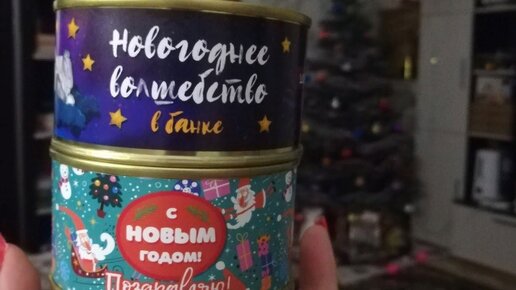 Новогоднее
волшебство
в банке
С
НОВЫМ
ГОДОМ!
Поздравляю!